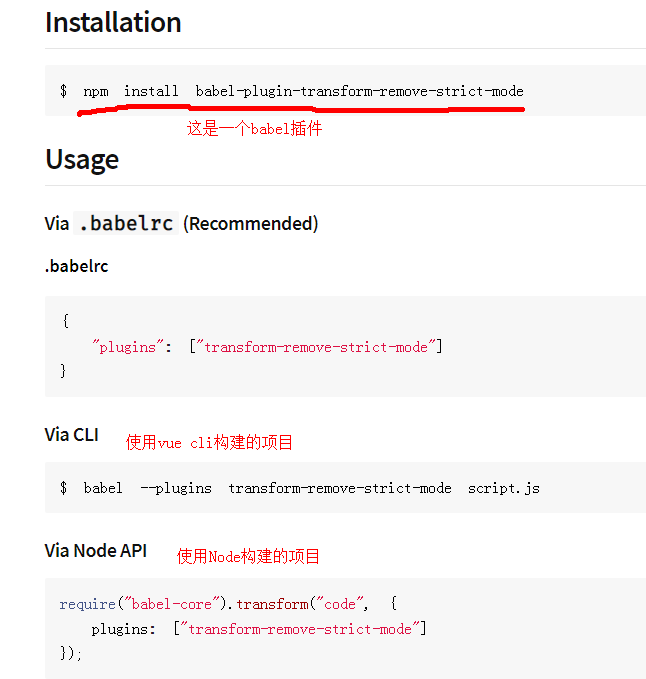 Installation
$ npm install babel-plugin-transform-remove-strict-mode
这是一个babel插件
Usage
Via .babelrc (Recommended)
.babelrc
{
"plugins": ["transform-remove-strict-mode"]
}
Via CLI 使用vue cli构建的项目
$ babel --plugins transform-remove-strict-mode script.js
Via Node API 使用Node构建的项目
require("babel-core").transform("code", {
plugins: ["transform-remove-strict-mode"]
});